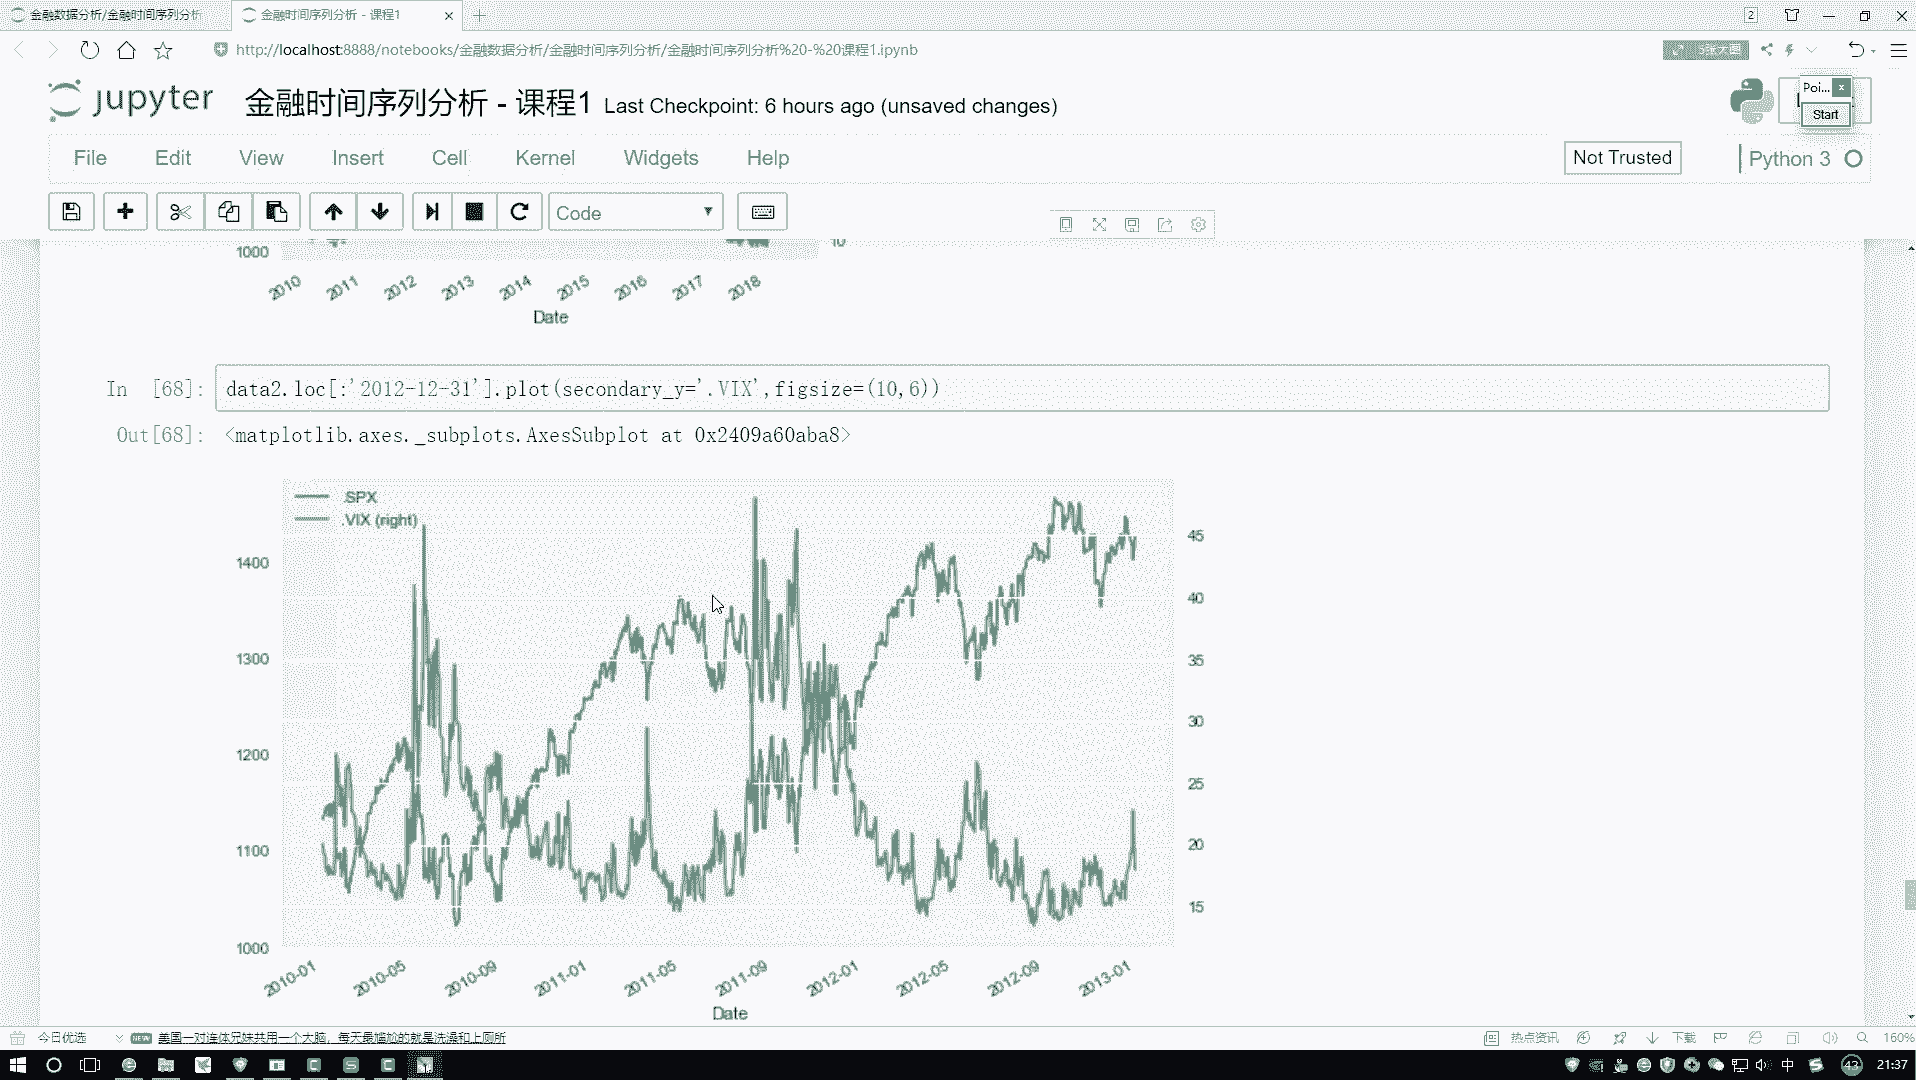 金融数据分析/金融时间序列分析
金融时间序列分析 - 课程1
2
http://localhost:8888/notebooks/金融数据分析/金融时间序列分析/金融时间序列分析%20-%20课程1.ipynb
5张大图
jupyter
金融时间序列分析 - 课程1 Last Checkpoint: 6 hours ago (unsaved changes)
Poi...
Start
File Edit View Insert Cell Kernel Widgets Help
Not Trusted
Python 3
Code
1000
10
2010 2011 2012 2013 2014 2015 2016 2017 2018
Date
In [68]: data2.loc[:'2012-12-31'].plot(secondary_y='.VIX',figsize=(10,6))
Out[68]: <matplotlib.axes._subplots.AxesSubplot at 0x2409a60aba8>
.SPX
.VIX (right)
1400
1300
1200
1100
1000
45
40
35
30
25
20
15
2010-01 2010-05 2010-09 2011-01 2011-05 2011-09 2012-01 2012-05 2012-09 2013-01
Date
今日优选
NEW 美国一对连体兄妹共用一个大脑，每天最尴尬的就是洗澡和上厕所
热点资讯
下载
160%
中
43
21:37